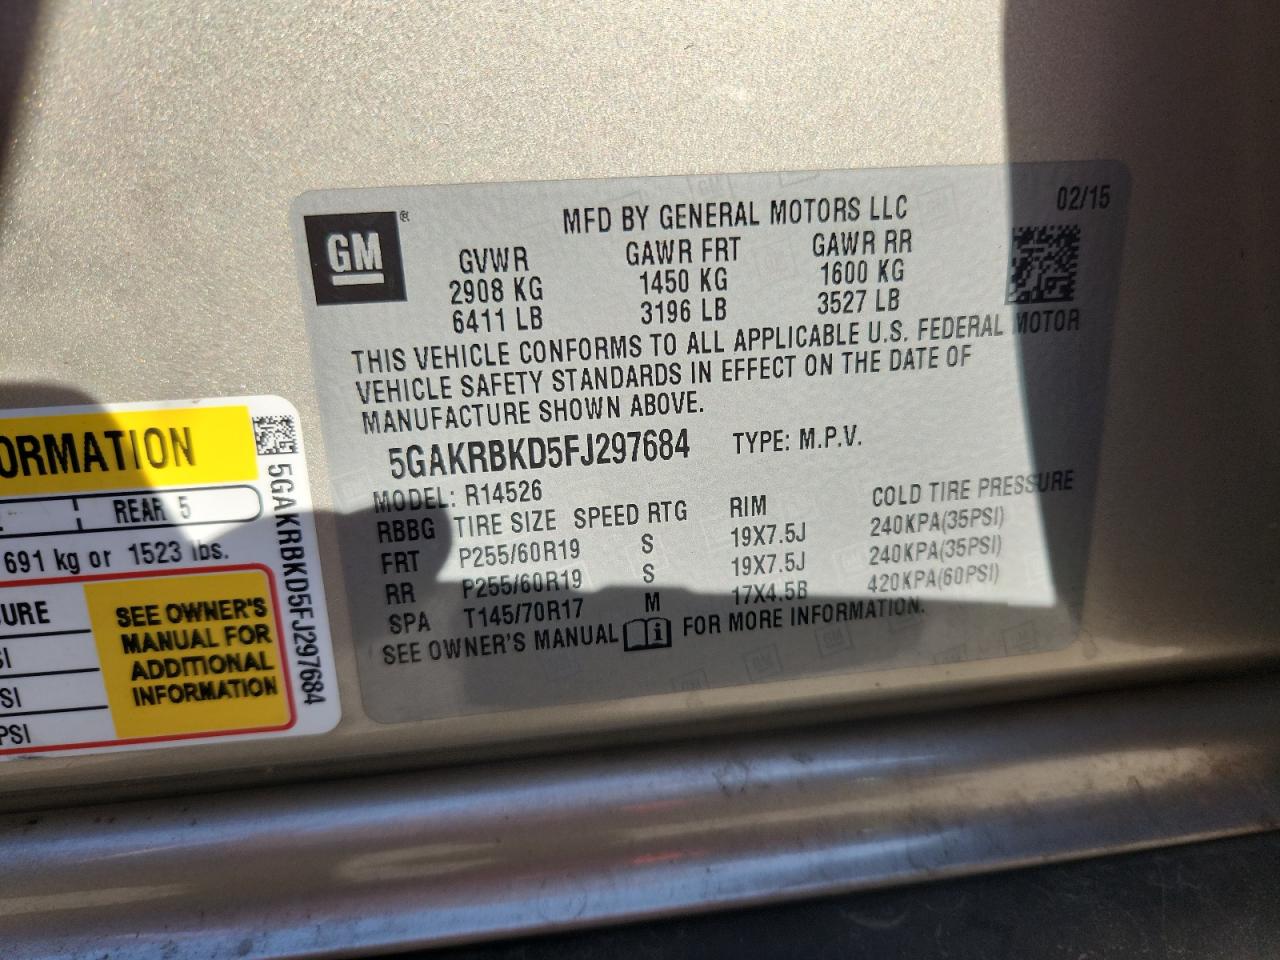 GM
®
MFD BY GENERAL MOTORS LLC
02/15
GVWR GAWR FRT GAWR RR
2908 KG 1450 KG 1600 KG
6411 LB 3196 LB 3527 LB
THIS VEHICLE CONFORMS TO ALL APPLICABLE U.S. FEDERAL MOTOR
VEHICLE SAFETY STANDARDS IN EFFECT ON THE DATE OF
MANUFACTURE SHOWN ABOVE.
5GAKRBKD5FJ297684 TYPE: M.P.V.
MODEL: R14526
RBBG TIRE SIZE SPEED RTG RIM COLD TIRE PRESSURE
FRT P255/60R19 S 19X7.5J 240KPA(35PSI)
RR P255/60R19 S 19X7.5J 240KPA(35PSI)
SPA T145/70R17 M 17X4.5B 420KPA(60PSI)
SEE OWNER'S MANUAL FOR MORE INFORMATION.
ORMATION
REAR 5
691 kg or 1523 lbs.
URE
SI
SI
PSI
SEE OWNER'S
MANUAL FOR
ADDITIONAL
INFORMATION
5GAKRBKD5FJ297684